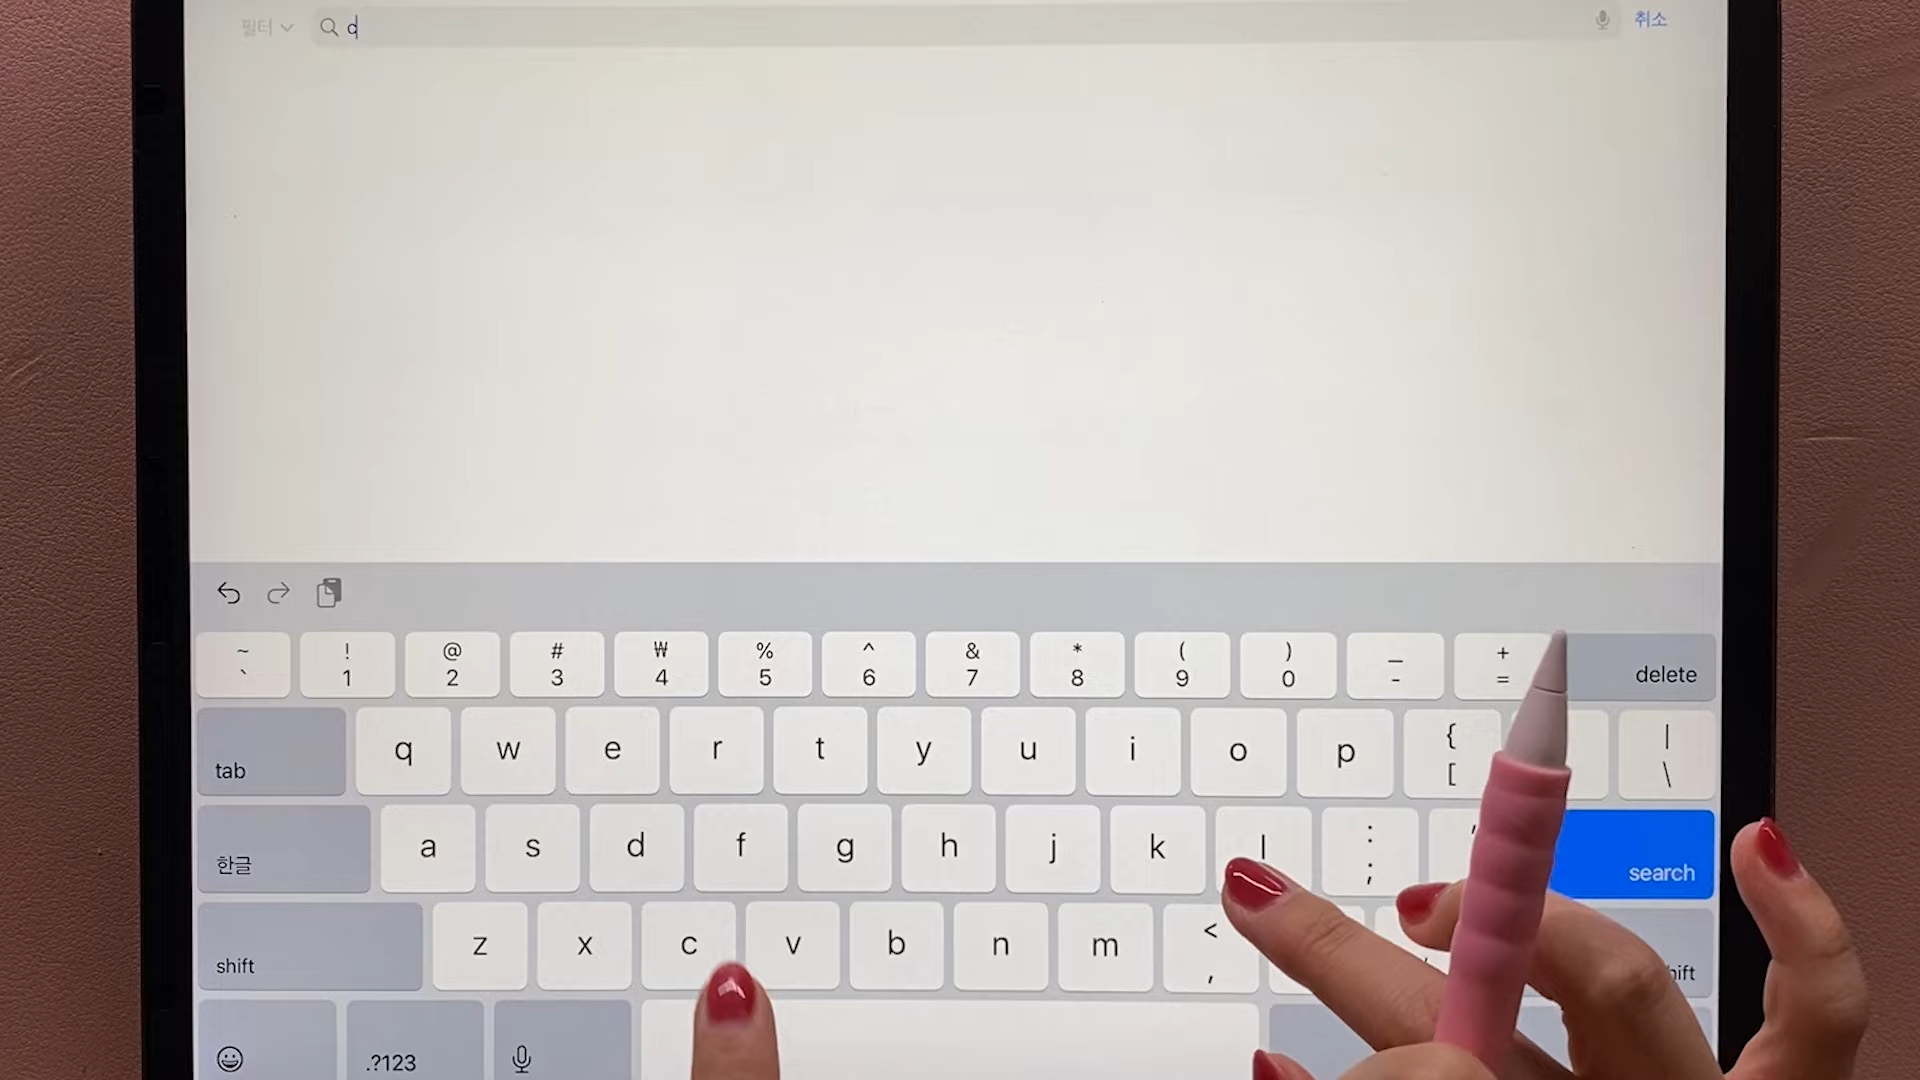 필터 c 취소
~ ! @ # ₩ % ^ & * ( ) _ +
` 1 2 3 4 5 6 7 8 9 0 - = delete
tab q w e r t y u i o p { [ | \
한글 a s d f g h j k l : ; search
shift z x c v b n m < , hift
.?123